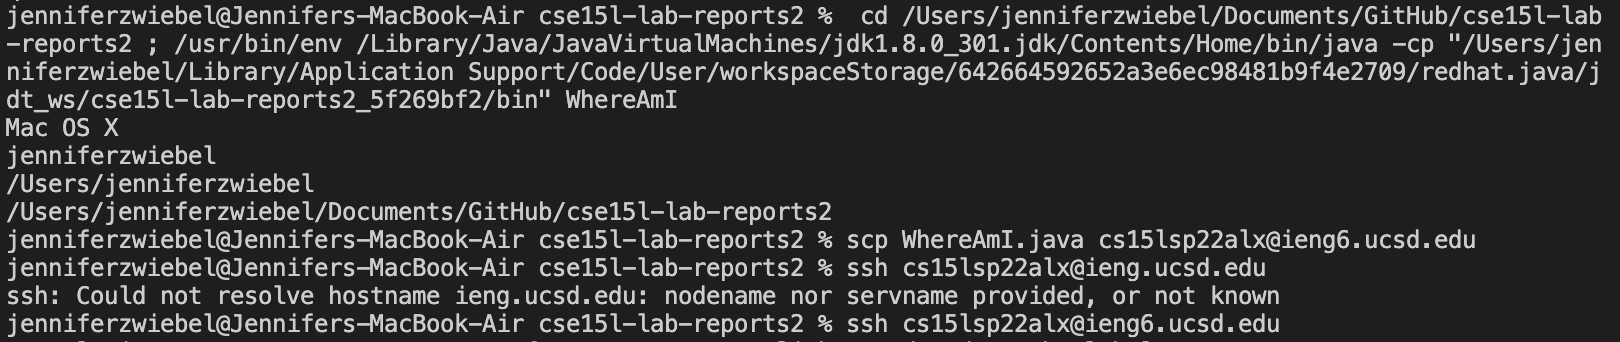 jenniferzwiebel@Jennifers-MacBook-Air cse15l-lab-reports2 %  cd /Users/jenniferzwiebel/Documents/GitHub/cse15l-lab
-reports2 ; /usr/bin/env /Library/Java/JavaVirtualMachines/jdk1.8.0_301.jdk/Contents/Home/bin/java -cp "/Users/jen
niferzwiebel/Library/Application Support/Code/User/workspaceStorage/642664592652a3e6ec98481b9f4e2709/redhat.java/j
dt_ws/cse15l-lab-reports2_5f269bf2/bin" WhereAmI
Mac OS X
jenniferzwiebel
/Users/jenniferzwiebel
/Users/jenniferzwiebel/Documents/GitHub/cse15l-lab-reports2
jenniferzwiebel@Jennifers-MacBook-Air cse15l-lab-reports2 % scp WhereAmI.java cs15lsp22alx@ieng6.ucsd.edu
jenniferzwiebel@Jennifers-MacBook-Air cse15l-lab-reports2 % ssh cs15lsp22alx@ieng.ucsd.edu
ssh: Could not resolve hostname ieng.ucsd.edu: nodename nor servname provided, or not known
jenniferzwiebel@Jennifers-MacBook-Air cse15l-lab-reports2 % ssh cs15lsp22alx@ieng6.ucsd.edu